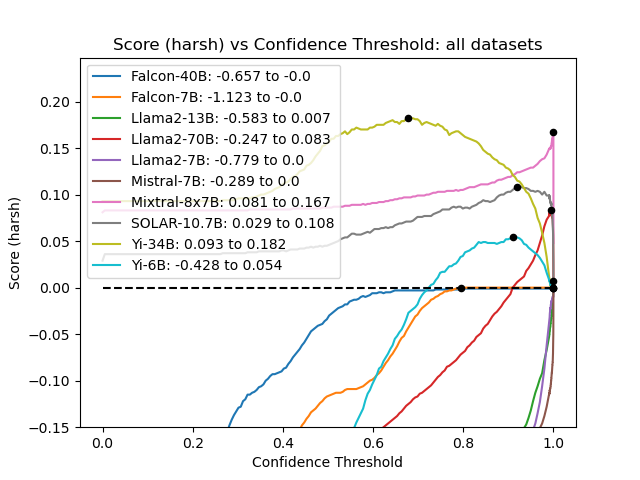 Score (harsh) vs Confidence Threshold: all datasets
Falcon-40B: -0.657 to -0.0
Falcon-7B: -1.123 to -0.0
Llama2-13B: -0.583 to 0.007
Llama2-70B: -0.247 to 0.083
Llama2-7B: -0.779 to 0.0
Mistral-7B: -0.289 to 0.0
Mixtral-8x7B: 0.081 to 0.167
SOLAR-10.7B: 0.029 to 0.108
Yi-34B: 0.093 to 0.182
Yi-6B: -0.428 to 0.054
Score (harsh)
0.20
0.15
0.10
0.05
0.00
−0.05
−0.10
−0.15
0.0 0.2 0.4 0.6 0.8 1.0
Confidence Threshold